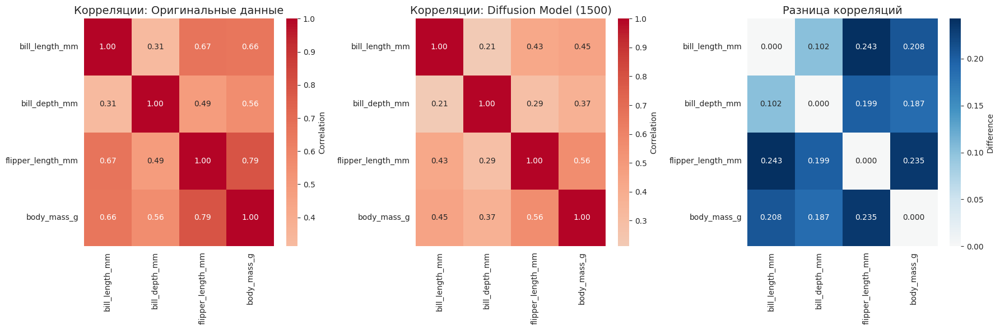 Корреляции: Оригинальные данные
bill_length_mm
bill_depth_mm
flipper_length_mm
body_mass_g
1.00 0.31 0.67 0.66
0.31 1.00 0.49 0.56
0.67 0.49 1.00 0.79
0.66 0.56 0.79 1.00
bill_length_mm
bill_depth_mm
flipper_length_mm
body_mass_g
1.0
0.9
0.8
0.7
0.6
0.5
0.4
Correlation
Корреляции: Diffusion Model (1500)
bill_length_mm
bill_depth_mm
flipper_length_mm
body_mass_g
1.00 0.21 0.43 0.45
0.21 1.00 0.29 0.37
0.43 0.29 1.00 0.56
0.45 0.37 0.56 1.00
bill_length_mm
bill_depth_mm
flipper_length_mm
body_mass_g
1.0
0.9
0.8
0.7
0.6
0.5
0.4
0.3
Correlation
Разница корреляций
bill_length_mm
bill_depth_mm
flipper_length_mm
body_mass_g
0.000 0.102 0.243 0.208
0.102 0.000 0.199 0.187
0.243 0.199 0.000 0.235
0.208 0.187 0.235 0.000
bill_length_mm
bill_depth_mm
flipper_length_mm
body_mass_g
0.20
0.15
0.10
0.05
0.00
Difference